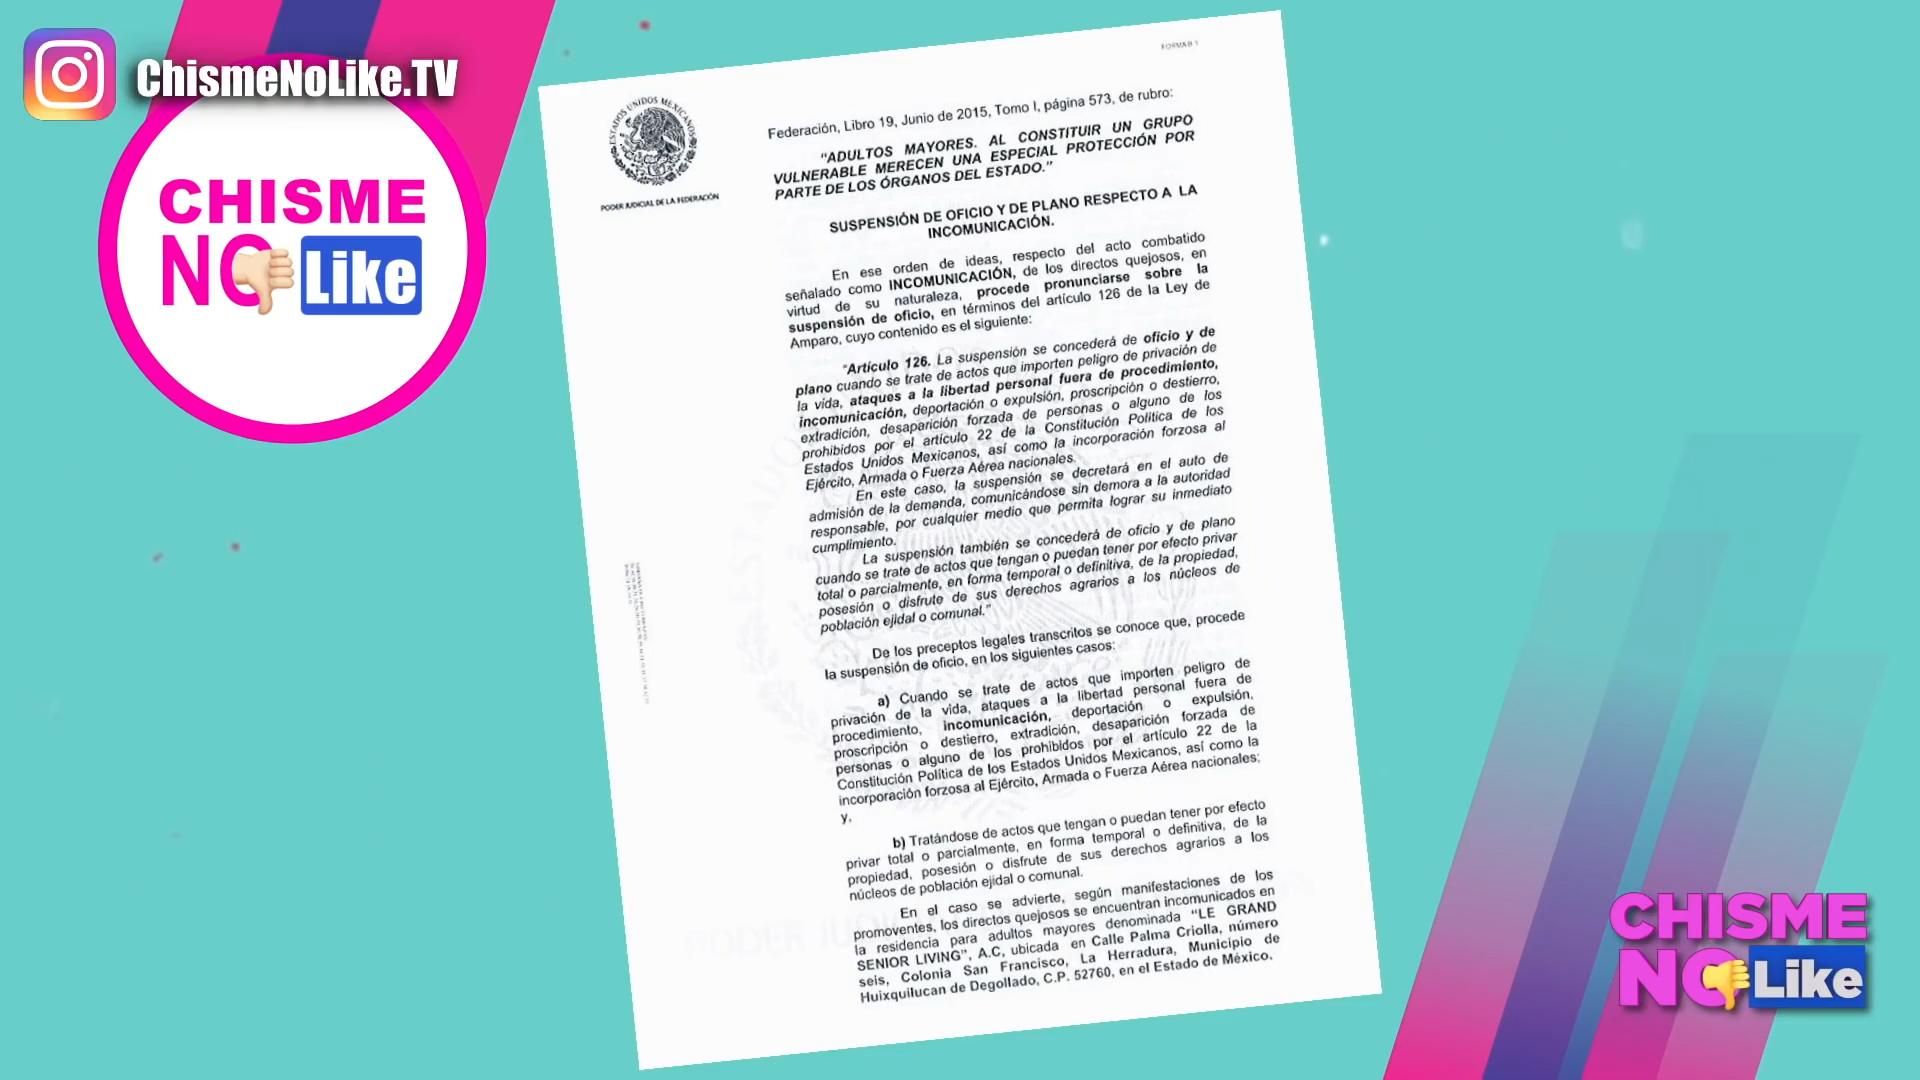 ChismeNoLike.TV
CHISME
NO Like
FORMA B 1
ESTADOS UNIDOS MEXICANOS
PODER JUDICIAL DE LA FEDERACIÓN
Federación, Libro 19, Junio de 2015, Tomo I, página 573, de rubro:
“ADULTOS MAYORES. AL CONSTITUIR UN GRUPO
VULNERABLE MERECEN UNA ESPECIAL PROTECCIÓN POR
PARTE DE LOS ÓRGANOS DEL ESTADO.”
SUSPENSIÓN DE OFICIO Y DE PLANO RESPECTO A LA
INCOMUNICACIÓN.
En ese orden de ideas, respecto del acto combatido
señalado como INCOMUNICACIÓN, de los directos quejosos, en
virtud de su naturaleza, procede pronunciarse sobre la
suspensión de oficio, en términos del artículo 126 de la Ley de
Amparo, cuyo contenido es el siguiente:
“Artículo 126. La suspensión se concederá de oficio y de
plano cuando se trate de actos que importen peligro de privación de
la vida, ataques a la libertad personal fuera de procedimiento,
incomunicación, deportación o expulsión, proscripción o destierro,
extradición, desaparición forzada de personas o alguno de los
prohibidos por el artículo 22 de la Constitución Política de los
Estados Unidos Mexicanos, así como la incorporación forzosa al
Ejército, Armada o Fuerza Aérea nacionales.
En este caso, la suspensión se decretará en el auto de
admisión de la demanda, comunicándose sin demora a la autoridad
responsable, por cualquier medio que permita lograr su inmediato
cumplimiento.
La suspensión también se concederá de oficio y de plano
cuando se trate de actos que tengan o puedan tener por efecto privar
total o parcialmente, en forma temporal o definitiva, de la propiedad,
posesión o disfrute de sus derechos agrarios a los núcleos de
población ejidal o comunal.”
De los preceptos legales transcritos se conoce que, procede
la suspensión de oficio, en los siguientes casos:
a) Cuando se trate de actos que importen peligro de
privación de la vida, ataques a la libertad personal fuera de
procedimiento, incomunicación, deportación o expulsión,
proscripción o destierro, extradición, desaparición forzada de
personas o alguno de los prohibidos por el artículo 22 de la
Constitución Política de los Estados Unidos Mexicanos, así como la
incorporación forzosa al Ejército, Armada o Fuerza Aérea nacionales;
y,
b) Tratándose de actos que tengan o puedan tener por efecto
privar total o parcialmente, en forma temporal o definitiva, de la
propiedad, posesión o disfrute de sus derechos agrarios a los
núcleos de población ejidal o comunal.
En el caso se advierte, según manifestaciones de los
promoventes, los directos quejosos se encuentran incomunicados en
la residencia para adultos mayores denominada “LE GRAND
SENIOR LIVING”, A.C, ubicada en Calle Palma Criolla, número
seis, Colonia San Francisco, La Herradura, Municipio de
Huixquilucan de Degollado, C.P. 52760, en el Estado de México,
CHISME
NO Like